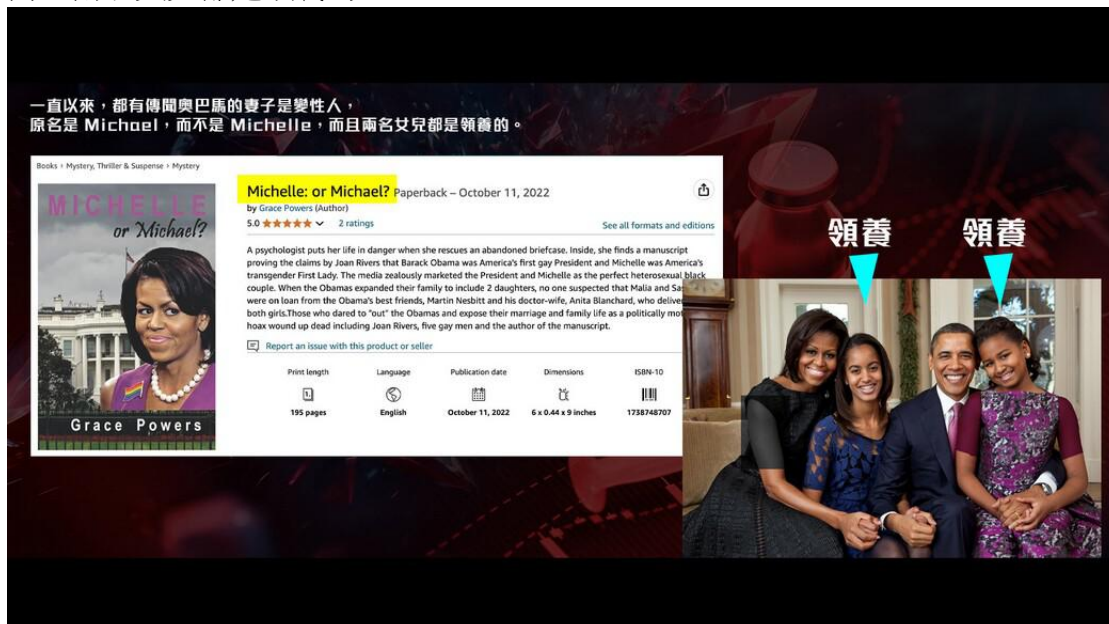 一直以來，都有傳聞奧巴馬的妻子是變性人，
原名是 Michael，而不是 Michelle，而且兩名女兒都是領養的。
Books › Mystery, Thriller & Suspense › Mystery
MICHELLE
or Michael?
Grace Powers
Michelle: or Michael? Paperback – October 11, 2022
by Grace Powers (Author)
5.0 2 ratings
See all formats and editions
A psychologist puts her life in danger when she rescues an abandoned briefcase. Inside, she finds a manuscript
proving the claims by Joan Rivers that Barack Obama was America's first gay President and Michelle was America's
transgender First Lady. The media zealously marketed the President and Michelle as the perfect heterosexual black
couple. When the Obamas expanded their family to include 2 daughters, no one suspected that Malia and Sa
were on loan from the Obama's best friends, Martin Nesbitt and his doctor-wife, Anita Blanchard, who delive
both girls.Those who dared to "out" the Obamas and expose their marriage and family life as a politically mo
hoax wound up dead including Joan Rivers, five gay men and the author of the manuscript.
Report an issue with this product or seller
Print length Language Publication date Dimensions ISBN-10
195 pages English October 11, 2022 6 x 0.44 x 9 inches 1738748707
領養 領養